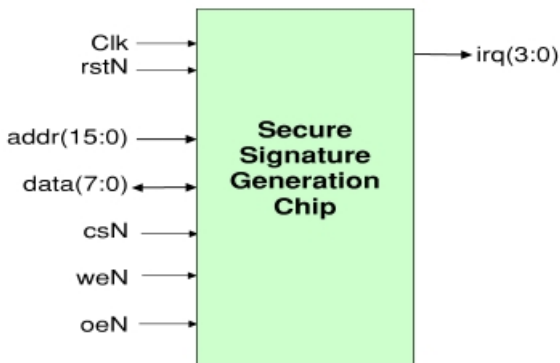 Clk
rstN
addr(15:0)
data(7:0)
csN
weN
oeN
Secure
Signature
Generation
Chip
irq(3:0)